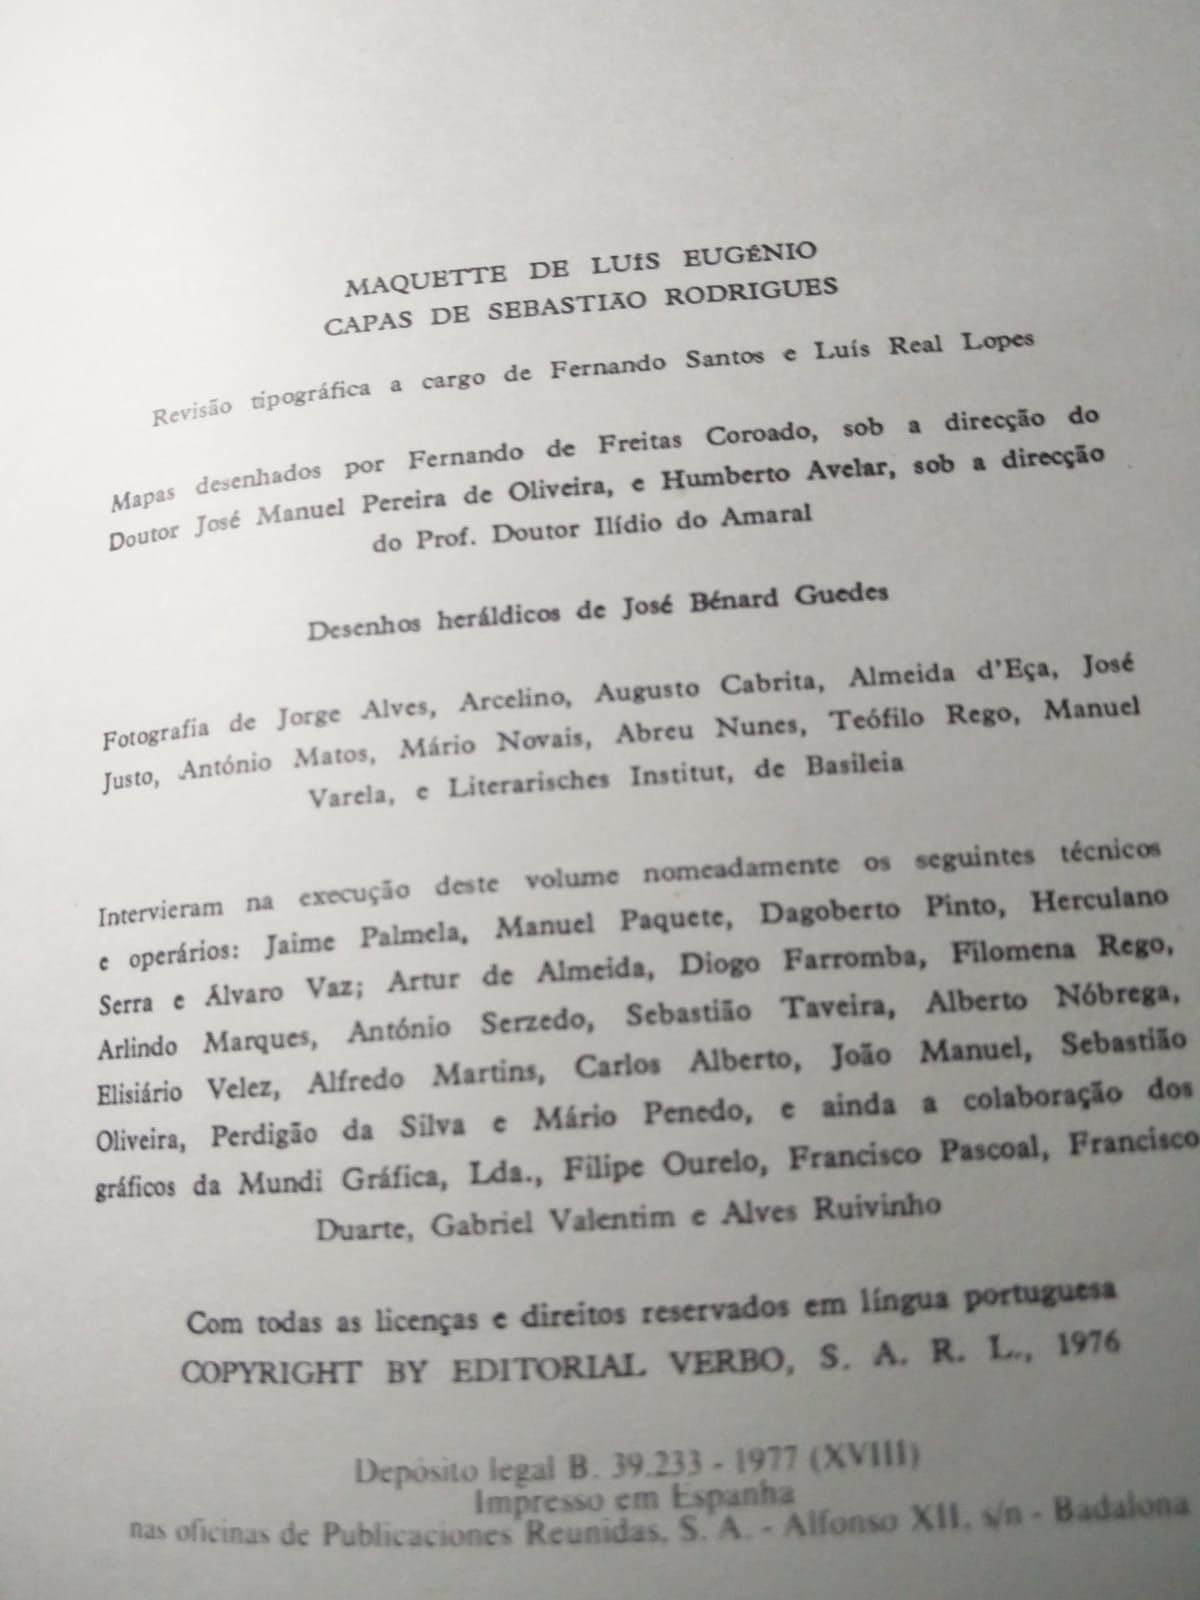 MAQUETTE DE LUÍS EUGÉNIO
CAPAS DE SEBASTIÃO RODRIGUES
Revisão tipográfica a cargo de Fernando Santos e Luís Real Lopes
Mapas desenhados por Fernando de Freitas Coroado, sob a direcção do
Doutor José Manuel Pereira de Oliveira, e Humberto Avelar, sob a direcção
do Prof. Doutor Ilídio do Amaral
Desenhos heráldicos de José Bénard Guedes
Fotografia de Jorge Alves, Arcelino, Augusto Cabrita, Almeida d'Eça, José
Justo, António Matos, Mário Novais, Abreu Nunes, Teófilo Rego, Manuel
Varela, e Literarisches Institut, de Basileia
Intervieram na execução deste volume nomeadamente os seguintes técnicos
e operários: Jaime Palmela, Manuel Paquete, Dagoberto Pinto, Herculano
Serra e Álvaro Vaz; Artur de Almeida, Diogo Farromba, Filomena Rego,
Arlindo Marques, António Serzedo, Sebastião Taveira, Alberto Nóbrega,
Elisiário Velez, Alfredo Martins, Carlos Alberto, João Manuel, Sebastião
Oliveira, Perdigão da Silva e Mário Penedo, e ainda a colaboração dos
gráficos da Mundi Gráfica, Lda., Filipe Ourelo, Francisco Pascoal, Francisco
Duarte, Gabriel Valentim e Alves Ruivinho
Com todas as licenças e direitos reservados em língua portuguesa
COPYRIGHT BY EDITORIAL VERBO, S. A. R. L., 1976
Depósito legal B. 39.233 - 1977 (XVIII)
Impresso em Espanha
nas oficinas de Publicaciones Reunidas, S. A. - Alfonso XII, s/n - Badalona